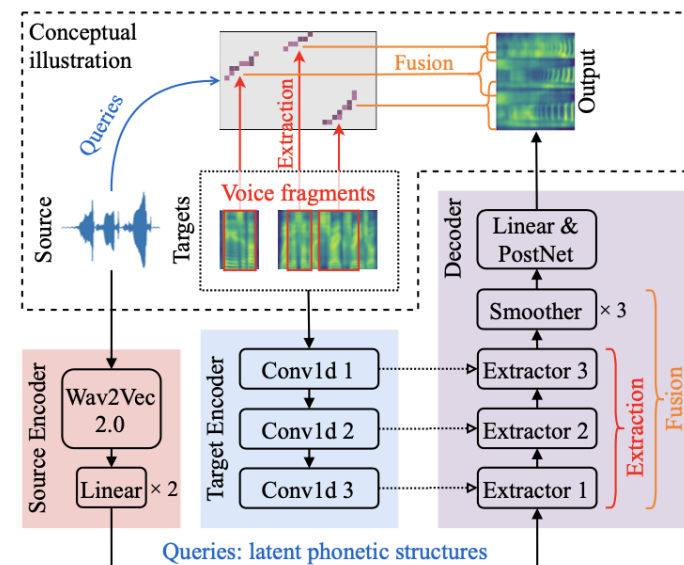 Conceptual
illustration
Queries
Extraction
Fusion
Output
Source
Targets
Voice fragments
Decoder
Linear &
PostNet
Smoother × 3
Source Encoder
Wav2Vec
2.0
Linear × 2
Target Encoder
Conv1d 1
Conv1d 2
Conv1d 3
Extractor 3
Extractor 2
Extractor 1
Extraction
Fusion
Queries: latent phonetic structures